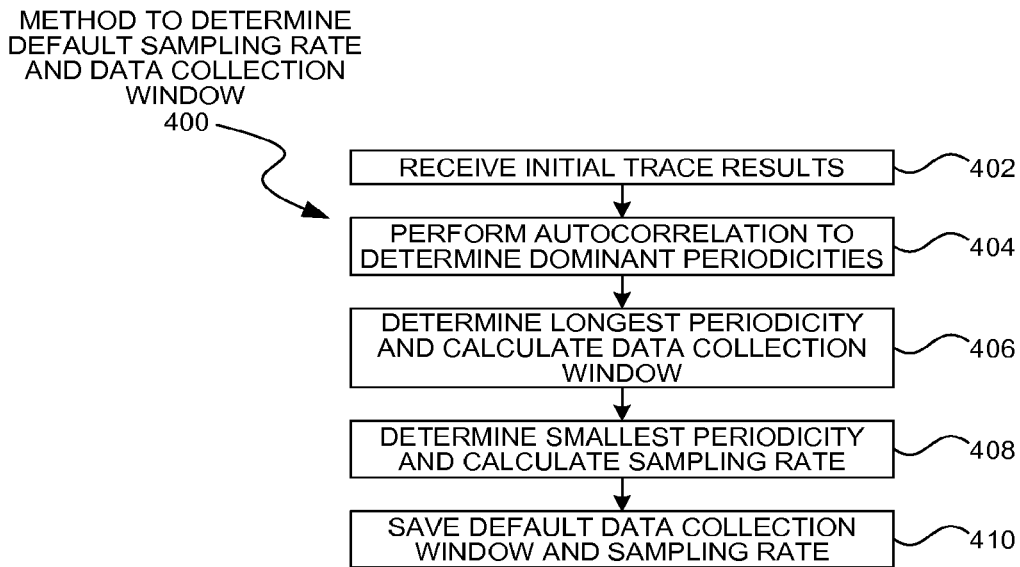 METHOD TO DETERMINE
DEFAULT SAMPLING RATE
AND DATA COLLECTION
WINDOW
400
RECEIVE INITIAL TRACE RESULTS
402
PERFORM AUTOCORRELATION TO
DETERMINE DOMINANT PERIODICITIES
404
DETERMINE LONGEST PERIODICITY
AND CALCULATE DATA COLLECTION
WINDOW
406
DETERMINE SMALLEST PERIODICITY
AND CALCULATE SAMPLING RATE
408
SAVE DEFAULT DATA COLLECTION
WINDOW AND SAMPLING RATE
410